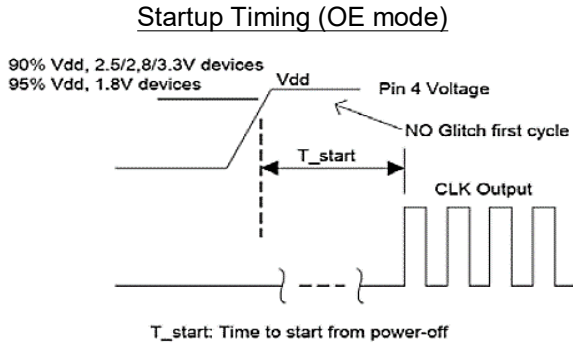 Startup Timing (OE mode)
90% Vdd, 2.5/2,8/3.3V devices
95% Vdd, 1.8V devices
Vdd
Pin 4 Voltage
NO Glitch first cycle
T_start
CLK Output
T_start: Time to start from power-off